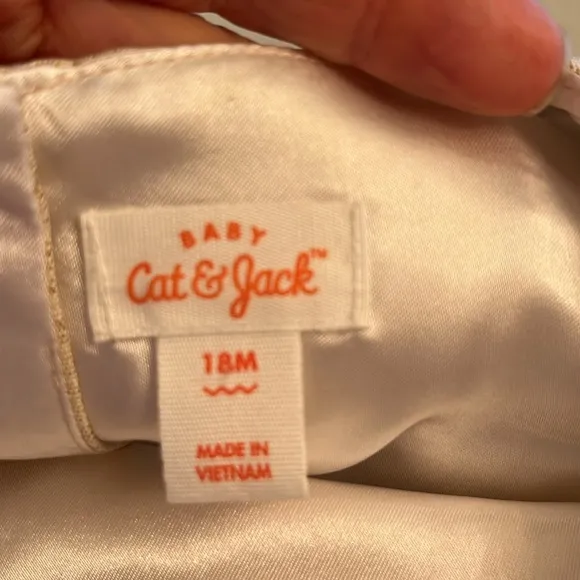 BABY
Cat & Jack™
18M
MADE IN
VIETNAM